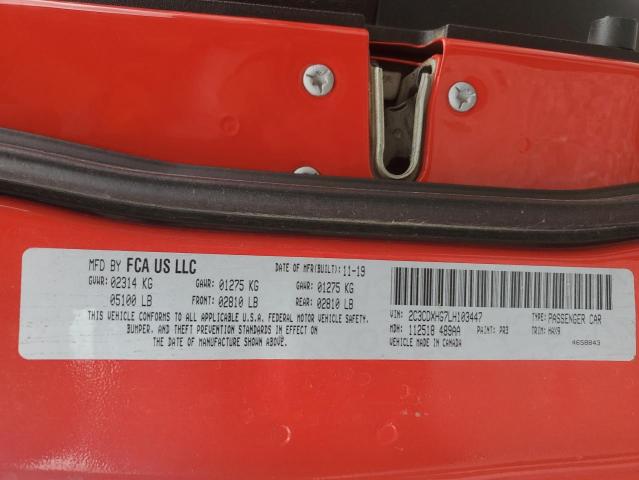 MFD BY FCA US LLC
DATE OF MFR(BUILT): 11-19
GVWR: 02314 KG GAWR: 01275 KG GAWR: 01275 KG
05100 LB FRONT: 02810 LB REAR: 02810 LB
THIS VEHICLE CONFORMS TO ALL APPLICABLE U.S.A. FEDERAL MOTOR VEHICLE SAFETY,
BUMPER, AND THEFT PREVENTION STANDARDS IN EFFECT ON
THE DATE OF MANUFACTURE SHOWN ABOVE.
VIN: 2C3CDXHG7LH103447 TYPE: PASSENGER CAR
MDH: 112518 489AA PAINT: PR3 TRIM: HAX9
VEHICLE MADE IN CANADA 4658843